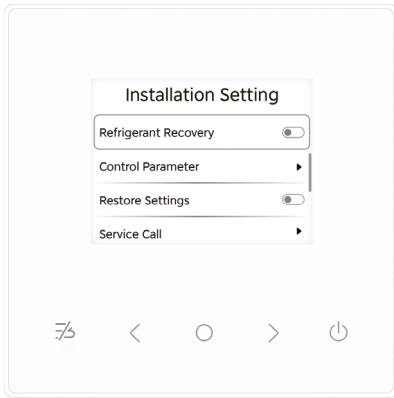 Installation Setting
Refrigerant Recovery
Control Parameter
Restore Settings
Service Call